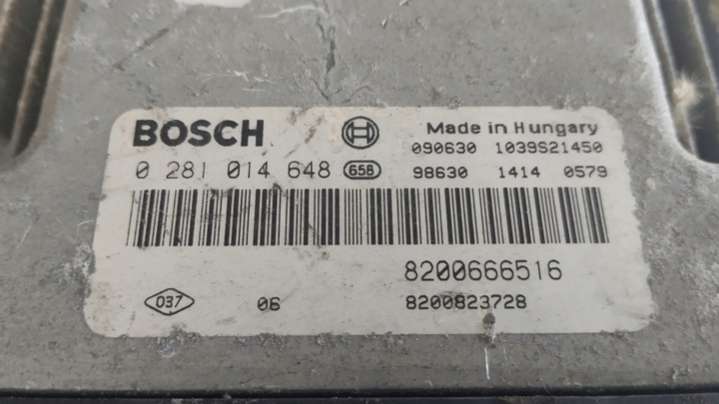 BOSCH
Made in Hungary
090630 1039S21450
0 281 014 648 658
98630 1414 0579
8200666516
037 06 8200823728